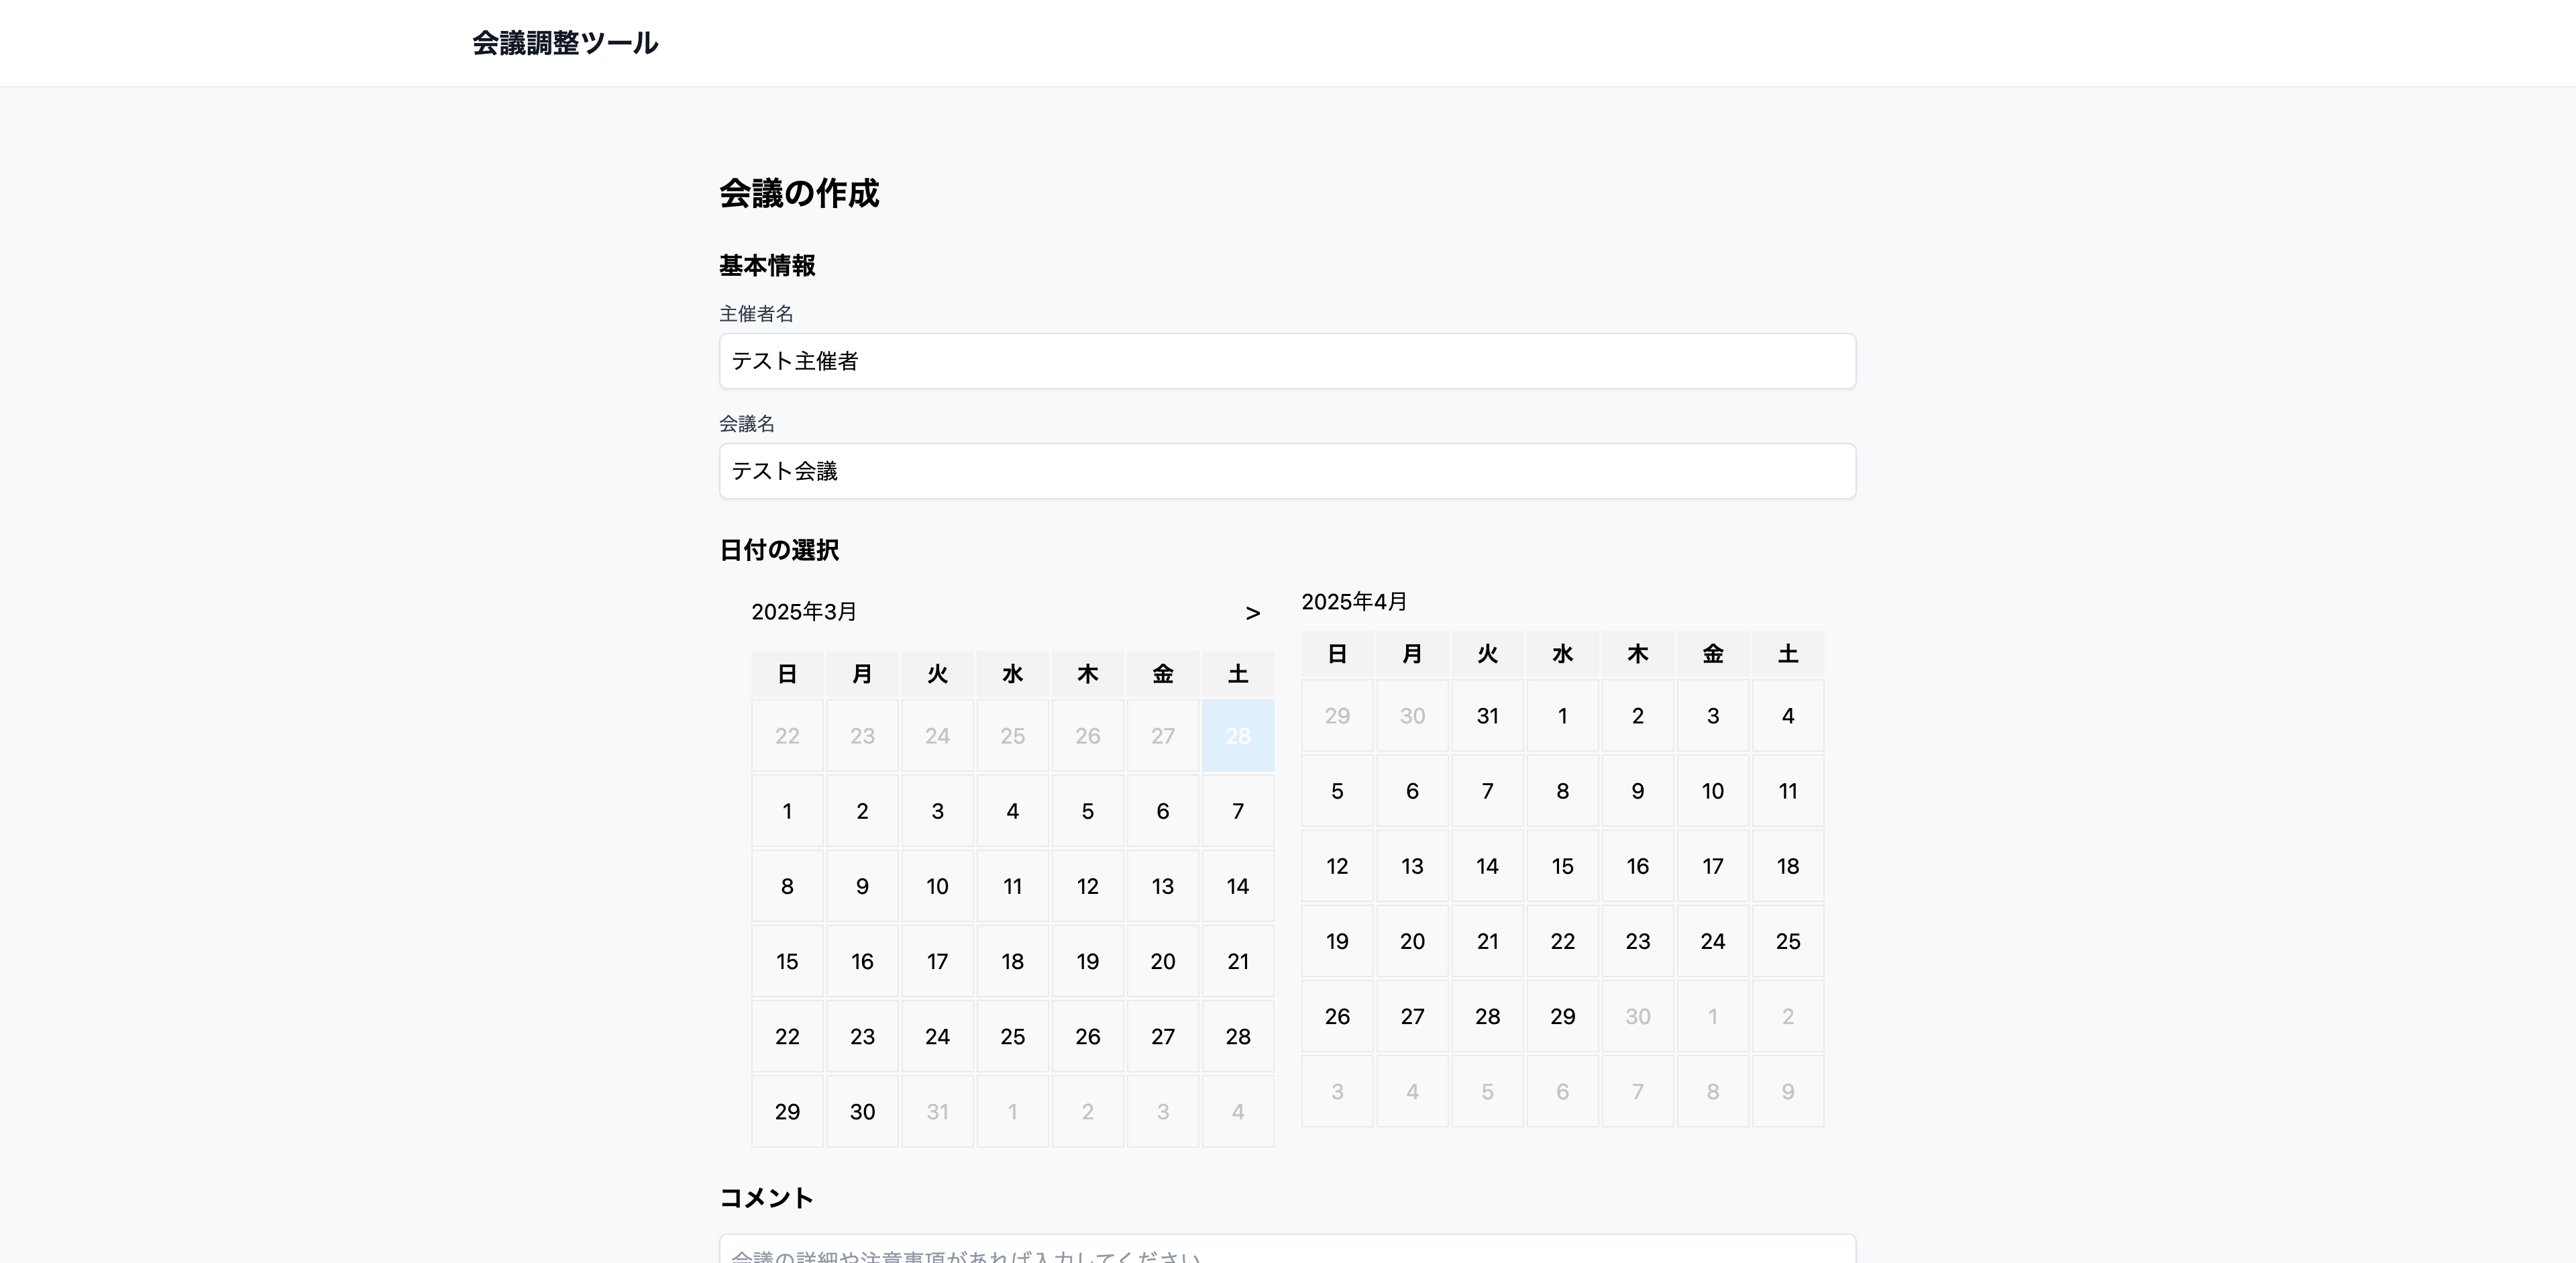 会議調整ツール
会議の作成
基本情報
主催者名
テスト主催者
会議名
テスト会議
日付の選択
2025年3月 >
日 月 火 水 木 金 土
22 23 24 25 26 27 28
1 2 3 4 5 6 7
8 9 10 11 12 13 14
15 16 17 18 19 20 21
22 23 24 25 26 27 28
29 30 31 1 2 3 4
2025年4月
日 月 火 水 木 金 土
29 30 31 1 2 3 4
5 6 7 8 9 10 11
12 13 14 15 16 17 18
19 20 21 22 23 24 25
26 27 28 29 30 1 2
3 4 5 6 7 8 9
コメント
会議の詳細や注意事項があれば入力してください